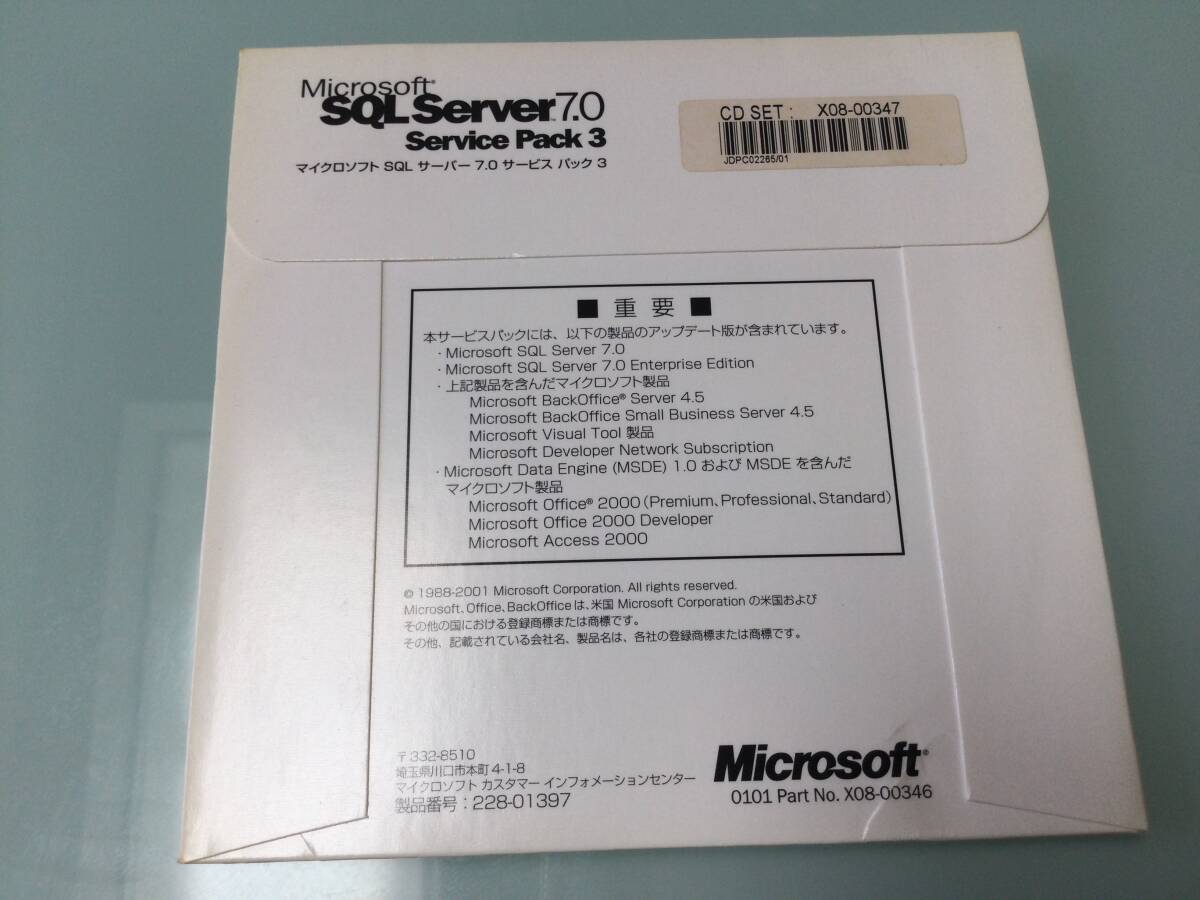 Microsoft®
SQL Server™7.0
Service Pack 3
マイクロソフト SQL サーバー 7.0 サービス パック 3
CD SET : X08-00347
JDPC02265/01
■ 重 要 ■
本サービスパックには、以下の製品のアップデート版が含まれています。
・Microsoft SQL Server 7.0
・Microsoft SQL Server 7.0 Enterprise Edition
・上記製品を含んだマイクロソフト製品
Microsoft BackOffice® Server 4.5
Microsoft BackOffice Small Business Server 4.5
Microsoft Visual Tool 製品
Microsoft Developer Network Subscription
・Microsoft Data Engine (MSDE) 1.0 および MSDE を含んだ
マイクロソフト製品
Microsoft Office® 2000 (Premium、Professional、Standard)
Microsoft Office 2000 Developer
Microsoft Access 2000
© 1988-2001 Microsoft Corporation. All rights reserved.
Microsoft、Office、BackOffice は、米国 Microsoft Corporation の米国および
その他の国における登録商標または商標です。
その他、記載されている会社名、製品名は、各社の登録商標または商標です。
〒332-8510
埼玉県川口市本町4-1-8
マイクロソフト カスタマー インフォメーションセンター
製品番号：228-01397
Microsoft®
0101 Part No. X08-00346